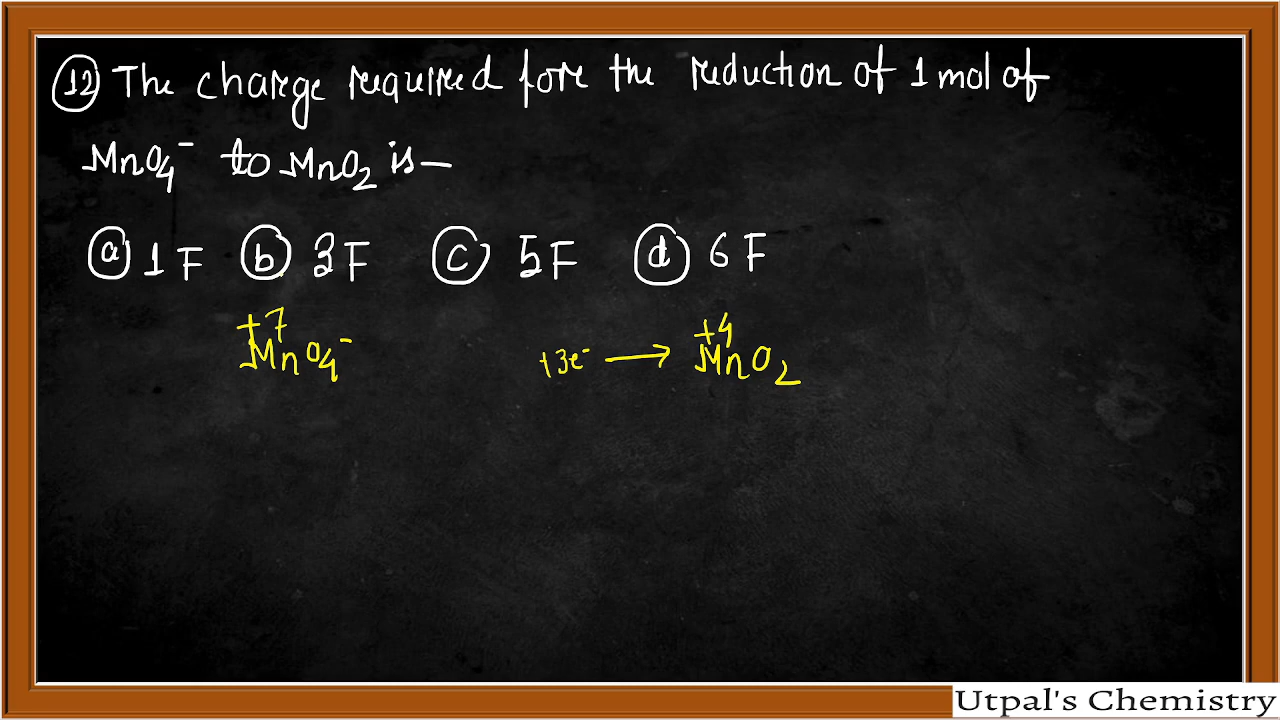 12 The charge required fore the reduction of 1 mol of
MnO4⁻ to MnO2 is—
a 1 F b 3 F c 5F d 6 F
+7 +4
MnO4⁻ +3e⁻ ⟶ MnO2
Utpal's Chemistry